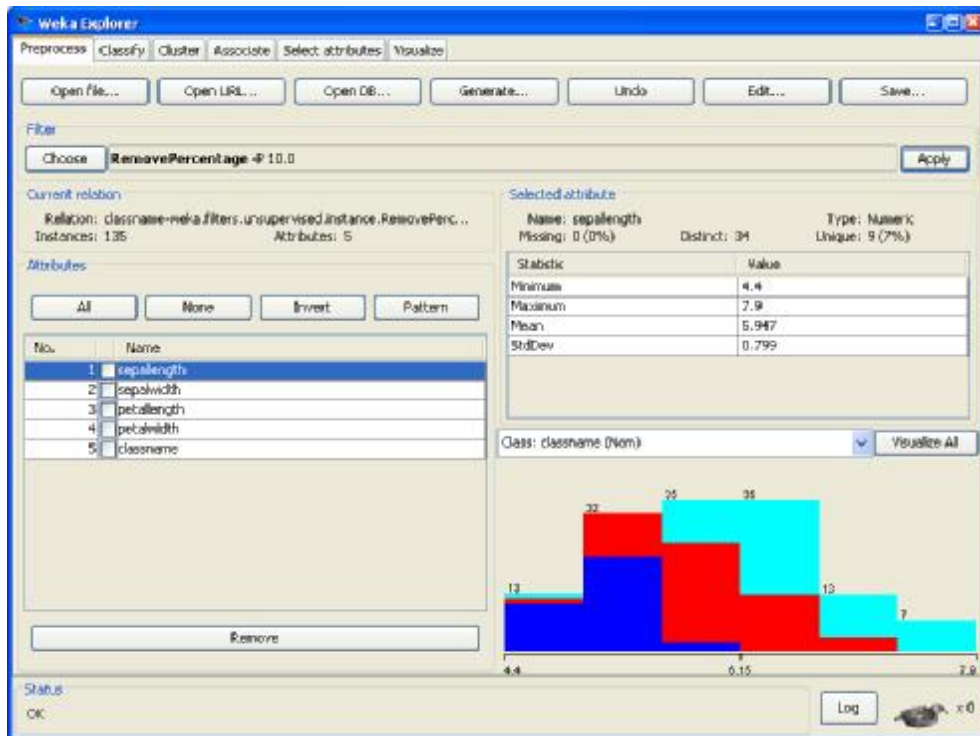 Weka Explorer
Preprocess Classify Cluster Associate Select attributes Visualize
Open file... Open URL... Open DB... Generate... Undo Edit... Save...
Filter
Choose RemovePercentage -P 10.0 Apply
Current relation
Relation: classname-weka.filters.unsupervised.instance.RemovePerc...
Instances: 135 Attributes: 5
Selected attribute
Name: sepallength Type: Numeric
Missing: 0 (0%) Distinct: 34 Unique: 9 (7%)
Statistic Value
Minimum 4.4
Maximum 7.9
Mean 5.947
StdDev 0.799
Attributes
All None Invert Pattern
No. Name
1 sepallength
2 sepalwidth
3 petallength
4 petalwidth
5 classname
Remove
Class: classname (Nom) Visualize All
13 32 35 35 13 7
4.4 6.15 7.9
Status
OK
Log x 0